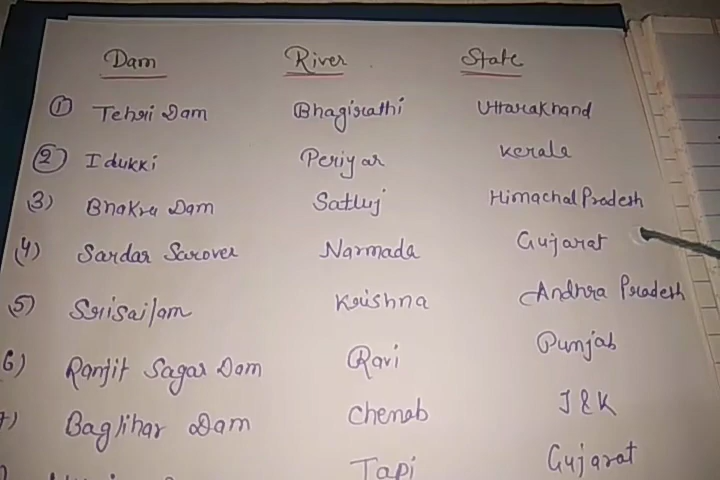 Dam River State
① Tehri Dam Bhagirathi Uttarakhand
② Idukki Periyar Kerala
3) Bhakra Dam Satluj Himachal Pradesh
4) Sardar Sarover Narmada Gujarat
5) Srisailam Krishna Andhra Pradesh
6) Ranjit Sagar Dam Ravi Punjab
7) Baglihar Dam Chenab J&K
Tapi Gujarat